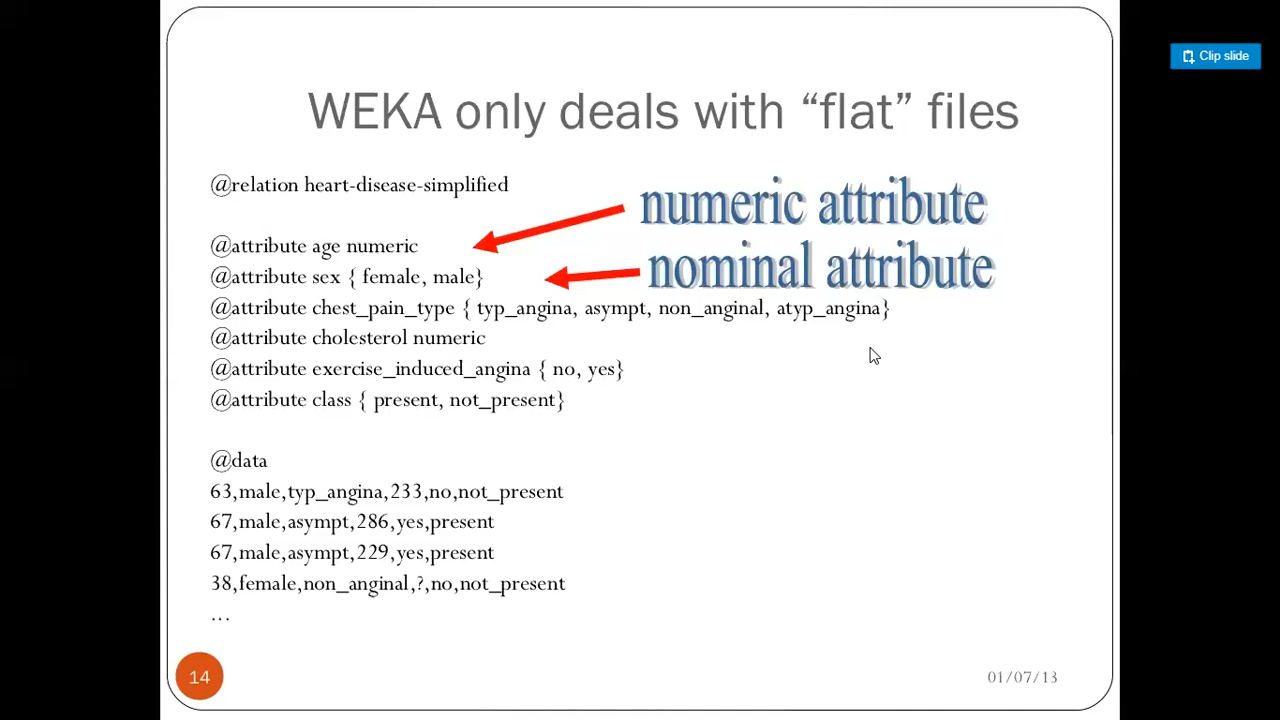 Clip slide
WEKA only deals with “flat” files
@relation heart-disease-simplified
numeric attribute
@attribute age numeric
nominal attribute
@attribute sex { female, male}
@attribute chest_pain_type { typ_angina, asympt, non_anginal, atyp_angina}
@attribute cholesterol numeric
@attribute exercise_induced_angina { no, yes}
@attribute class { present, not_present}
@data
63,male,typ_angina,233,no,not_present
67,male,asympt,286,yes,present
67,male,asympt,229,yes,present
38,female,non_anginal,?,no,not_present
...
14
01/07/13